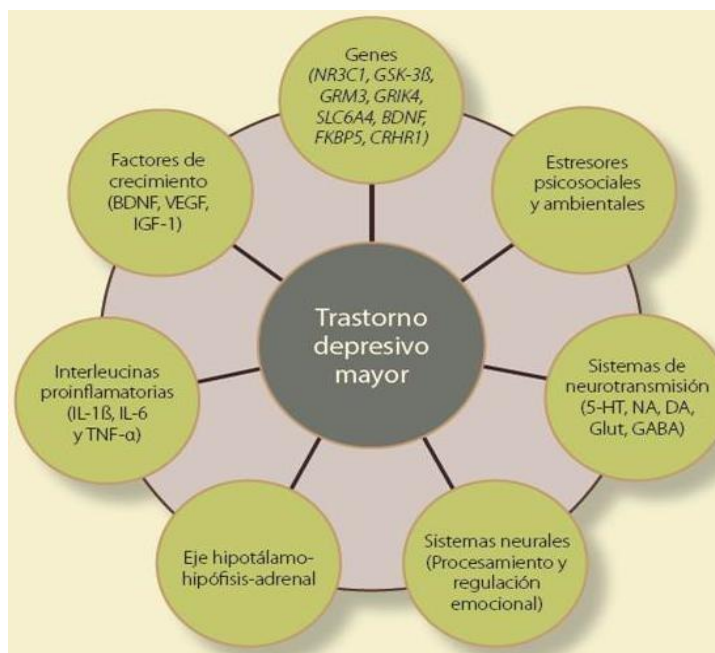 Genes
(NR3C1, GSK-3ß,
GRM3, GRIK4,
SLC6A4, BDNF,
FKBP5, CRHR1)
Estresores
psicosociales
y ambientales
Sistemas de
neurotransmisión
(5-HT, NA, DA,
Glut, GABA)
Sistemas neurales
(Procesamiento y
regulación
emocional)
Eje hipotálamo-
hipófisis-adrenal
Interleucinas
proinflamatorias
(IL-1ß, IL-6
y TNF-α)
Factores de
crecimiento
(BDNF, VEGF,
IGF-1)
Trastorno
depresivo
mayor